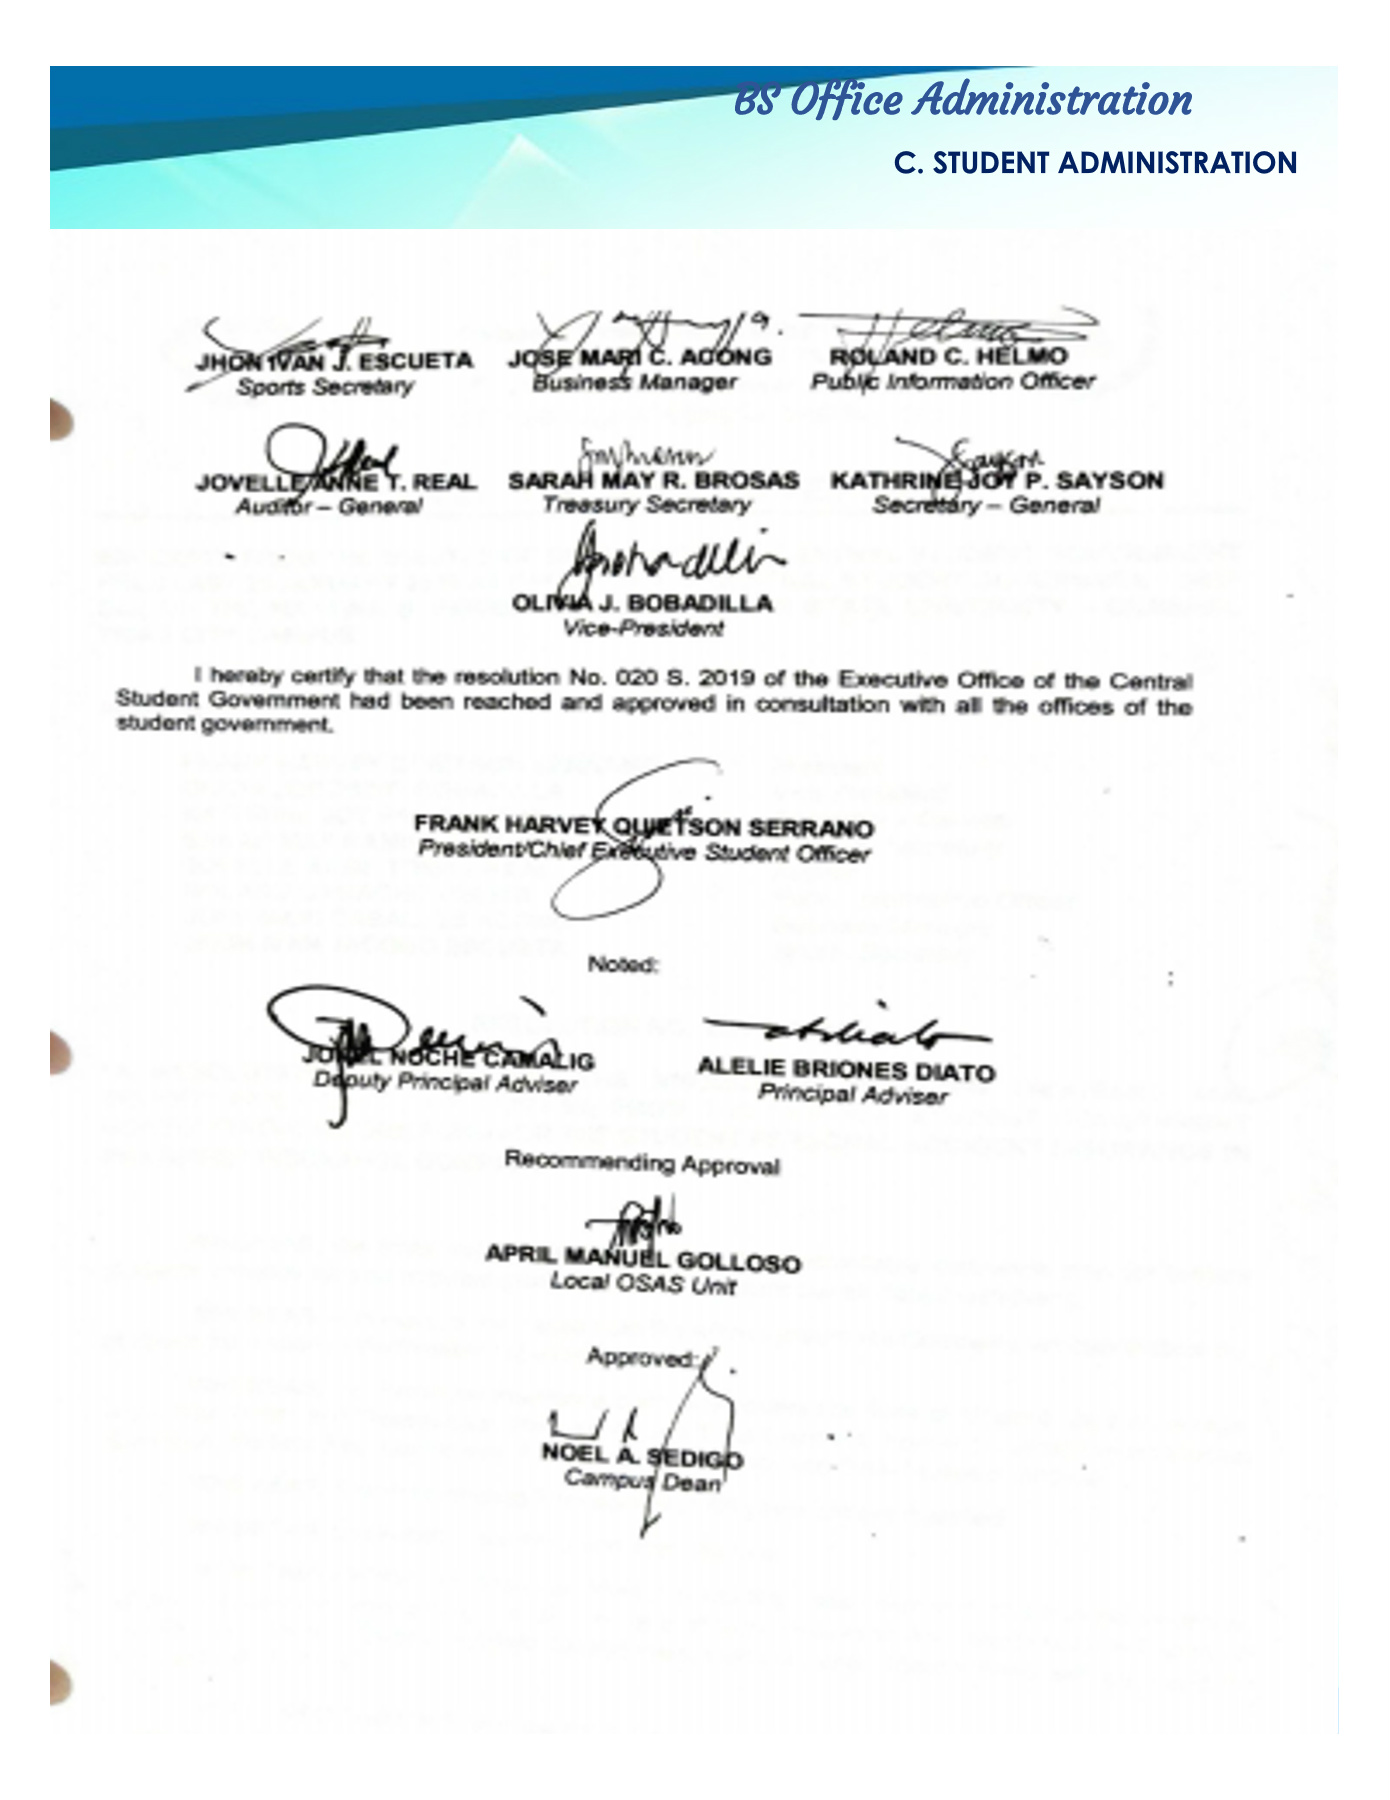 BS Office Administration
C. STUDENT ADMINISTRATION
JHON IVAN J. ESCUETA JOSE MARI C. ACONG ROLAND C. HELMO
Sports Secretary Business Manager Public Information Officer
JOVELLE ANNE T. REAL SARAH MAY R. BROSAS KATHRINE JOY P. SAYSON
Auditor – General Treasury Secretary Secretary – General
OLIVIA J. BOBADILLA
Vice-President
I hereby certify that the resolution No. 020 S. 2019 of the Executive Office of the Central
Student Government had been reached and approved in consultation with all the offices of the
student government.
FRANK HARVEY QUIETSON SERRANO
President/Chief Executive Student Officer
Noted:
NOCHE CAMALIG ALELIE BRIONES DIATO
Deputy Principal Adviser Principal Adviser
Recommending Approval
APRIL MANUEL GOLLOSO
Local OSAS Unit
Approved:
NOEL A. SEDIGO
Campus Dean